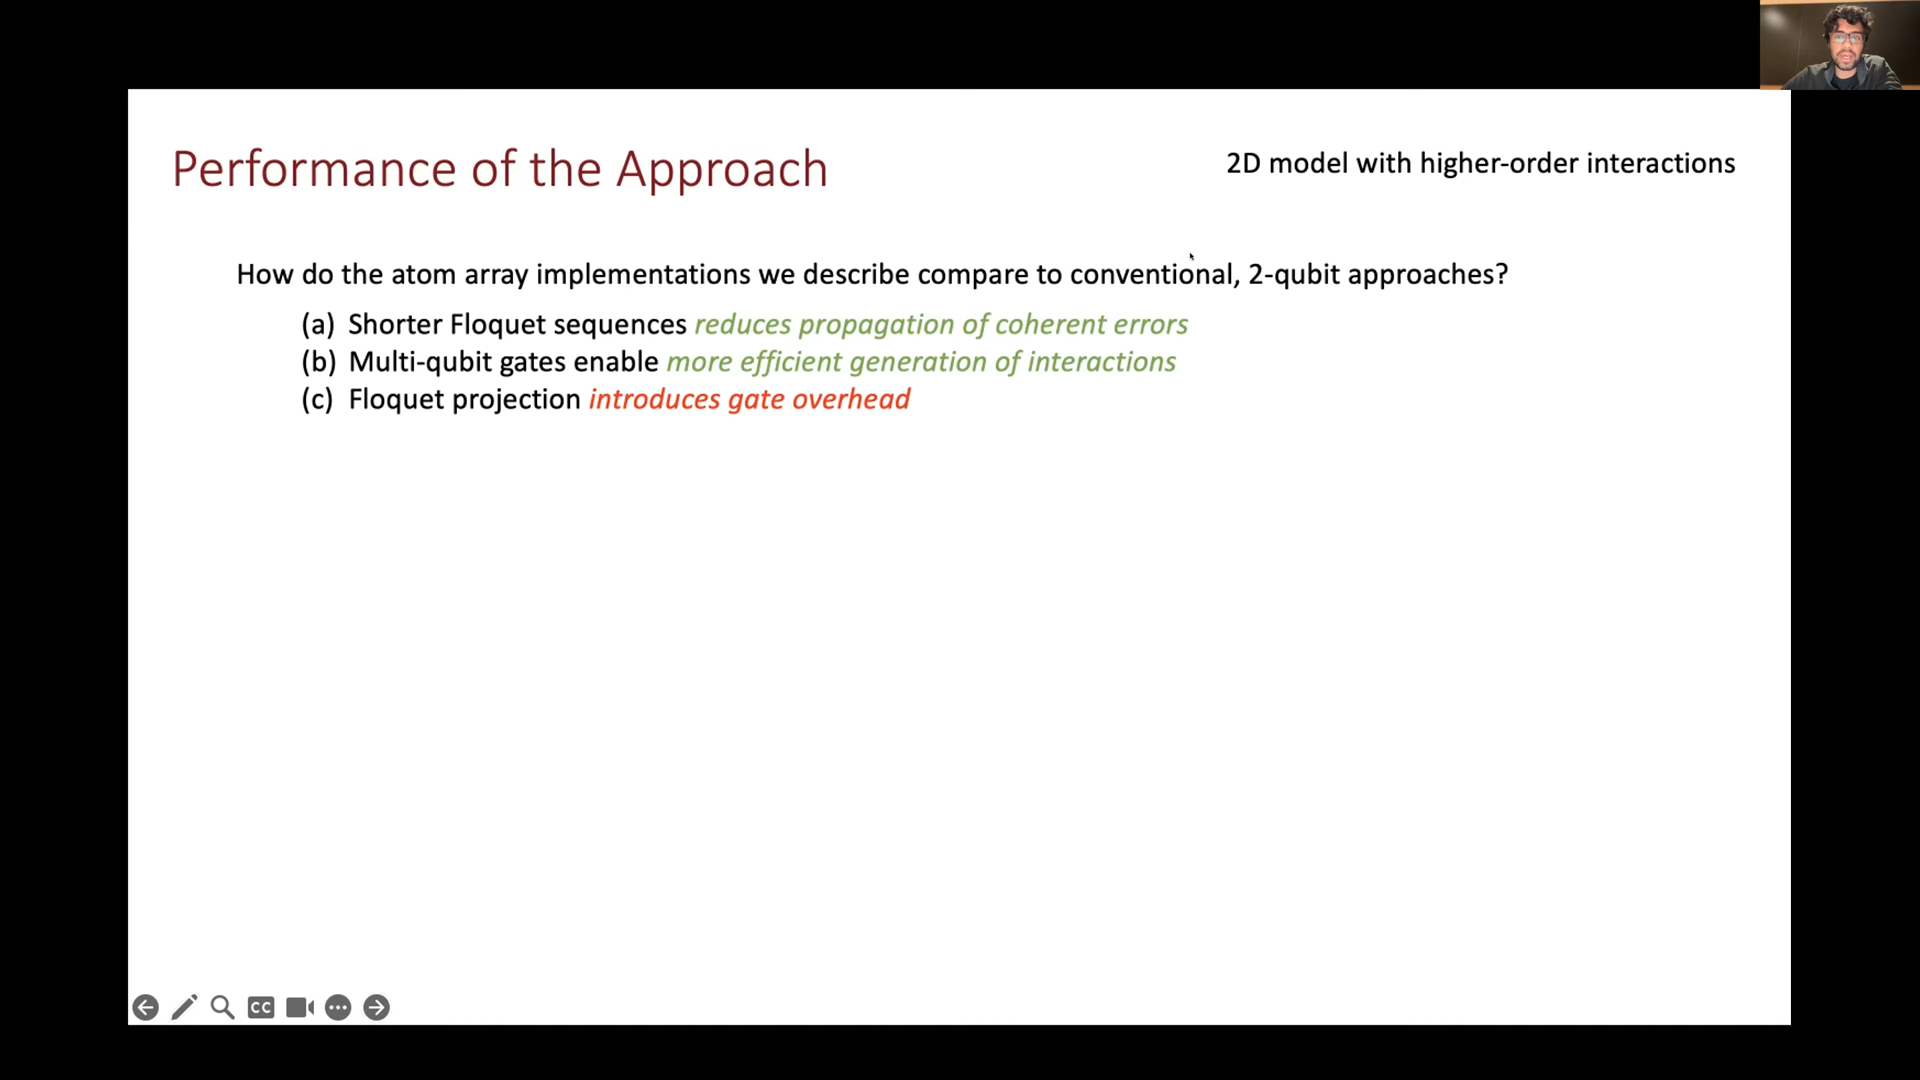 Performance of the Approach
2D model with higher-order interactions
How do the atom array implementations we describe compare to conventional, 2-qubit approaches?
(a) Shorter Floquet sequences reduces propagation of coherent errors
(b) Multi-qubit gates enable more efficient generation of interactions
(c) Floquet projection introduces gate overhead
CC